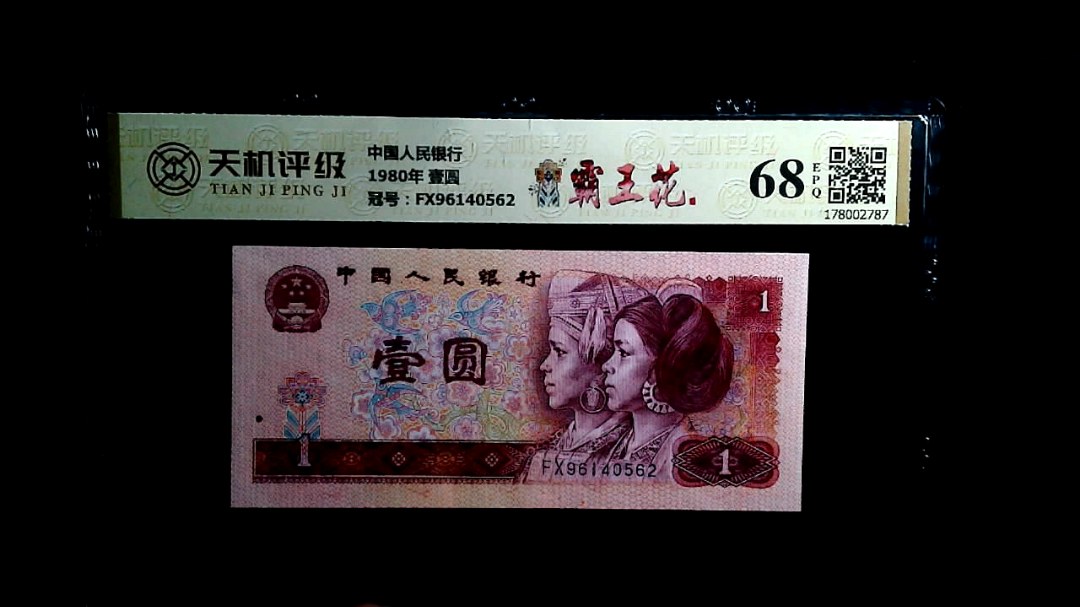 天机评级
TIAN JI PING JI
中国人民银行
1980年 壹圆
冠号：FX96140562
霸王花
68
EPQ
178002787
中国人民银行
1
壹圆
1
FX96140562
1